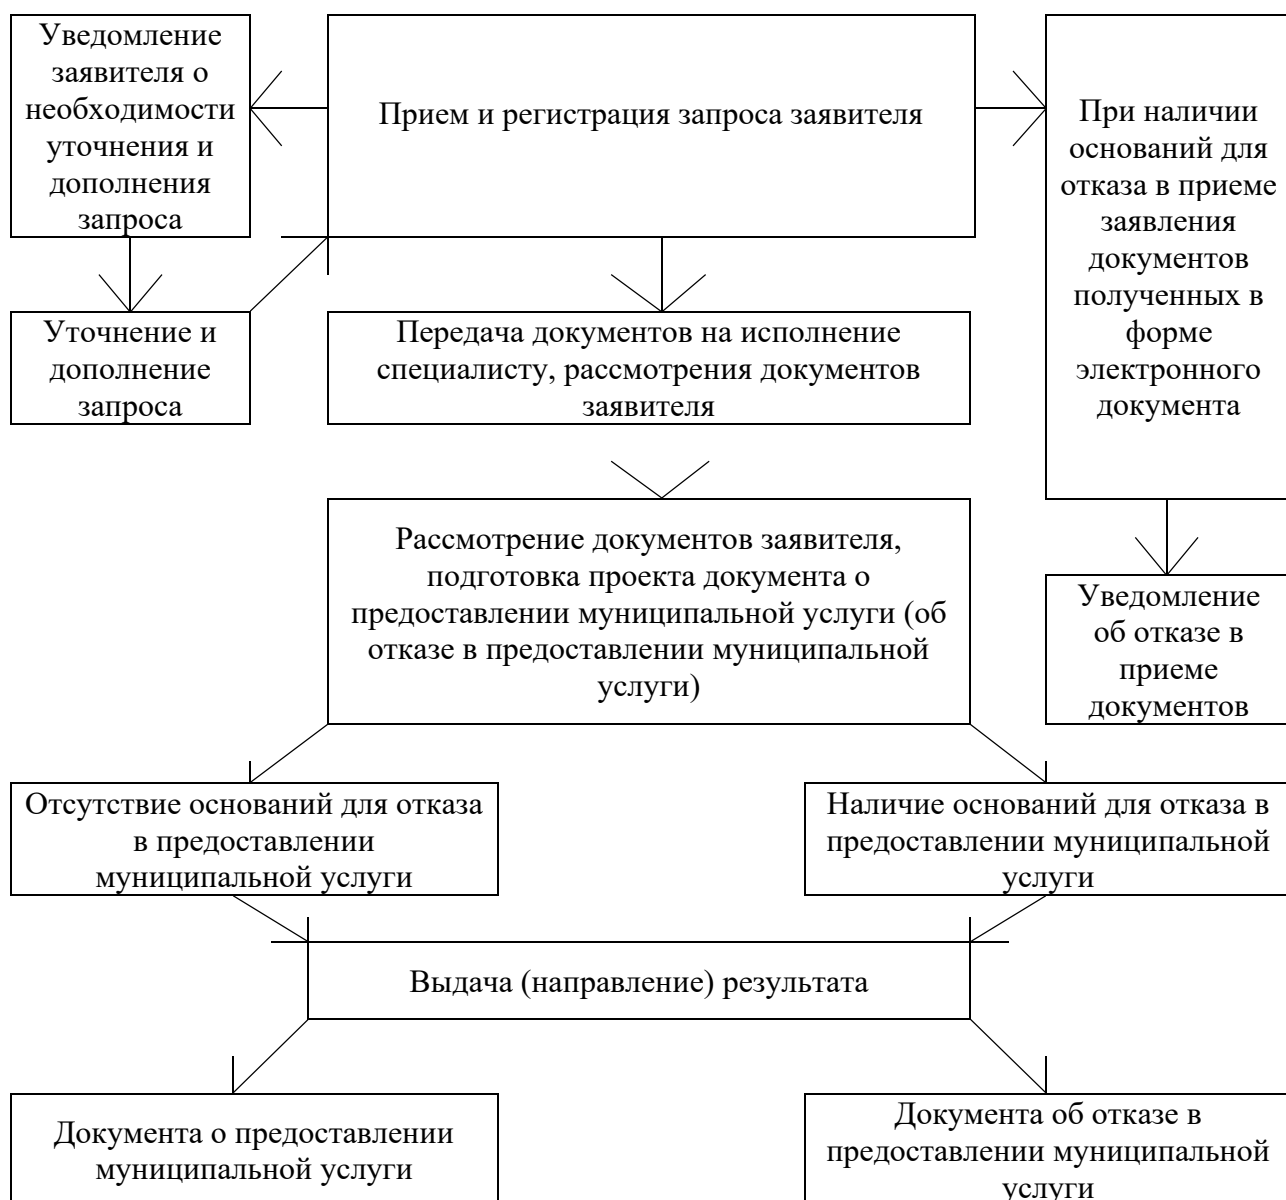 Уведомление
заявителя о
необходимости
уточнения и
дополнения
запроса
Прием и регистрация запроса заявителя
При наличии
оснований для
отказа в приеме
заявления
документов
полученных в
форме
электронного
документа
Уточнение и
дополнение
запроса
Передача документов на исполнение
специалисту, рассмотрения документов
заявителя
Рассмотрение документов заявителя,
подготовка проекта документа о
предоставлении муниципальной услуги (об
отказе в предоставлении муниципальной
услуги)
Уведомление
об отказе в
приеме
документов
Отсутствие оснований для отказа
в предоставлении
муниципальной услуги
Наличие оснований для отказа в
предоставлении муниципальной
услуги
Выдача (направление) результата
Документа о предоставлении
муниципальной услуги
Документа об отказе в
предоставлении муниципальной
услуги